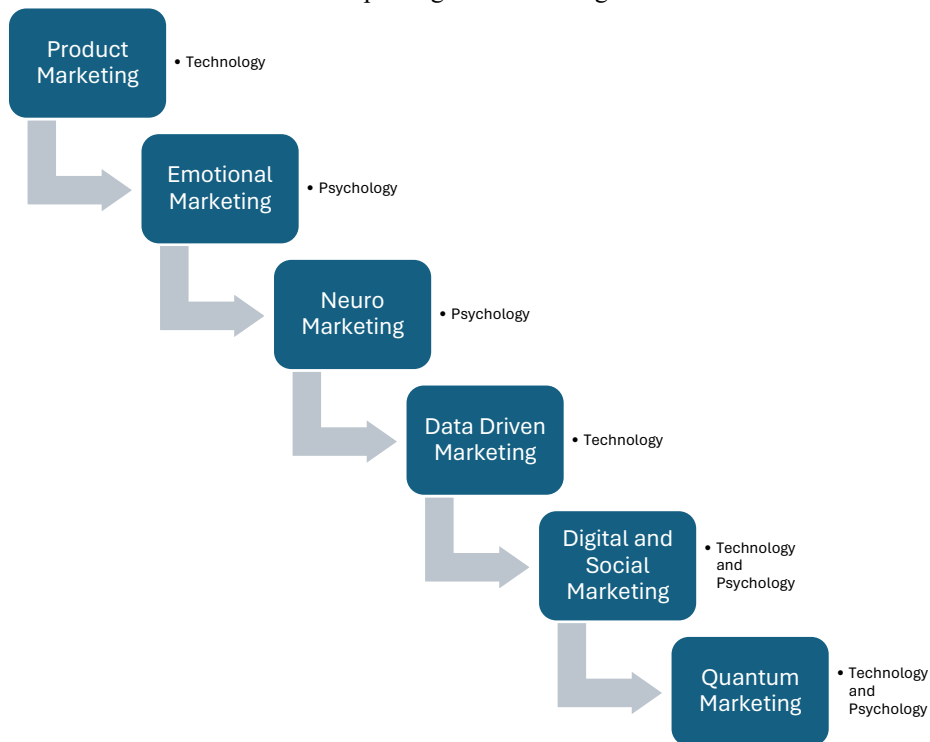 Product
Marketing
• Technology
Emotional
Marketing
• Psychology
Neuro
Marketing
• Psychology
Data Driven
Marketing
• Technology
Digital and
Social
Marketing
• Technology
and
Psychology
Quantum
Marketing
• Technology
and
Psychology